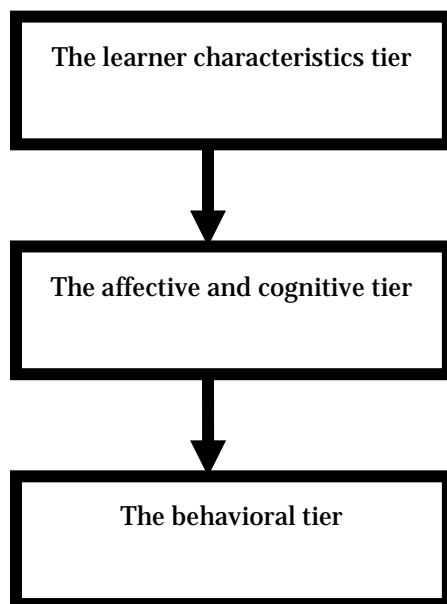 The learner characteristics tier
The affective and cognitive tier
The behavioral tier